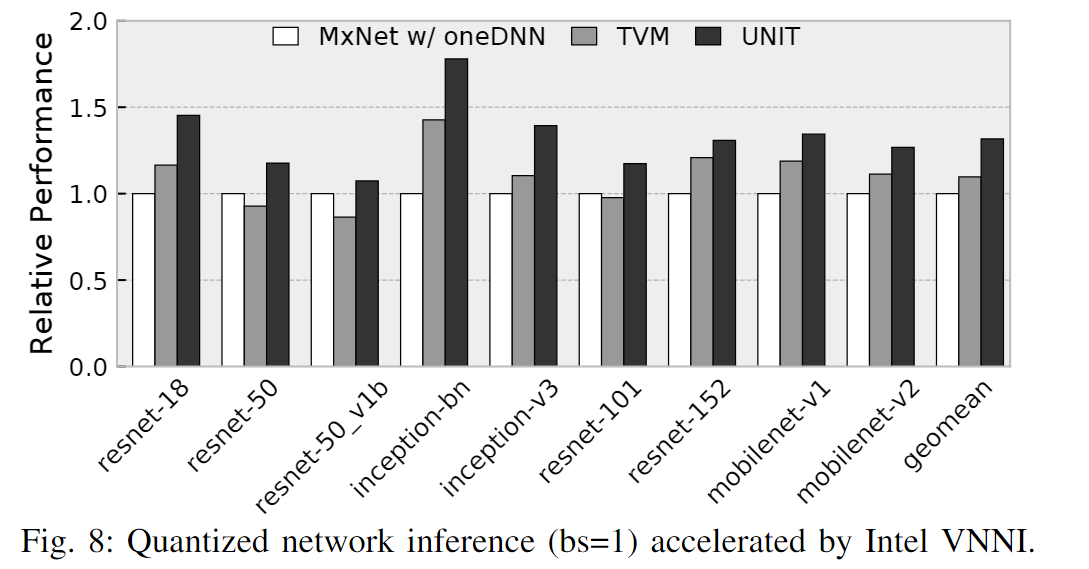 Relative Performance
2.0
1.5
1.0
0.5
0.0
MxNet w/ oneDNN TVM UNIT
resnet-18
resnet-50
resnet-50_v1b
inception-bn
inception-v3
resnet-101
resnet-152
mobilenet-v1
mobilenet-v2
geomean
Fig. 8: Quantized network inference (bs=1) accelerated by Intel VNNI.